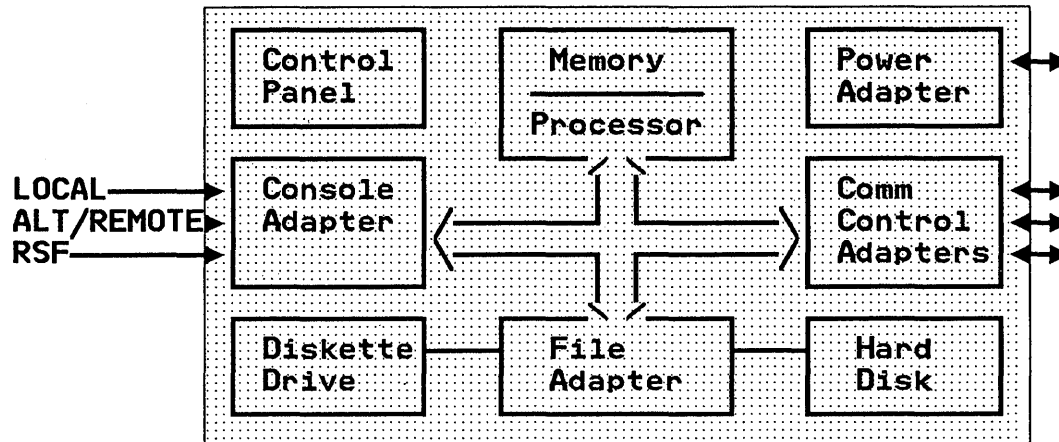 Control
Panel
Memory
Processor
Power
Adapter
LOCAL
ALT/REMOTE
RSF
Console
Adapter
Comm
Control
Adapters
Diskette
Drive
File
Adapter
Hard
Disk